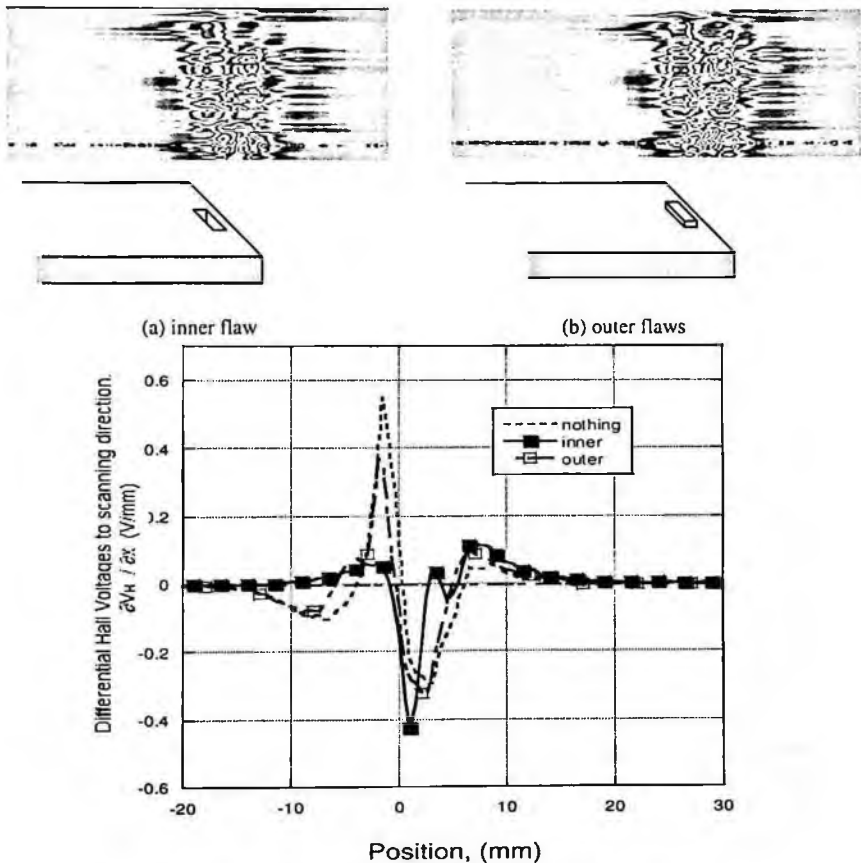 (a) inner flaw
(b) outer flaws
Differential Hall Voltages to scanning direction.
∂VH / ∂x (V/mm)
0.6
0.4
0.2
0
-0.2
-0.4
-0.6
nothing
inner
outer
-20
-10
0
10
20
30
Position, (mm)